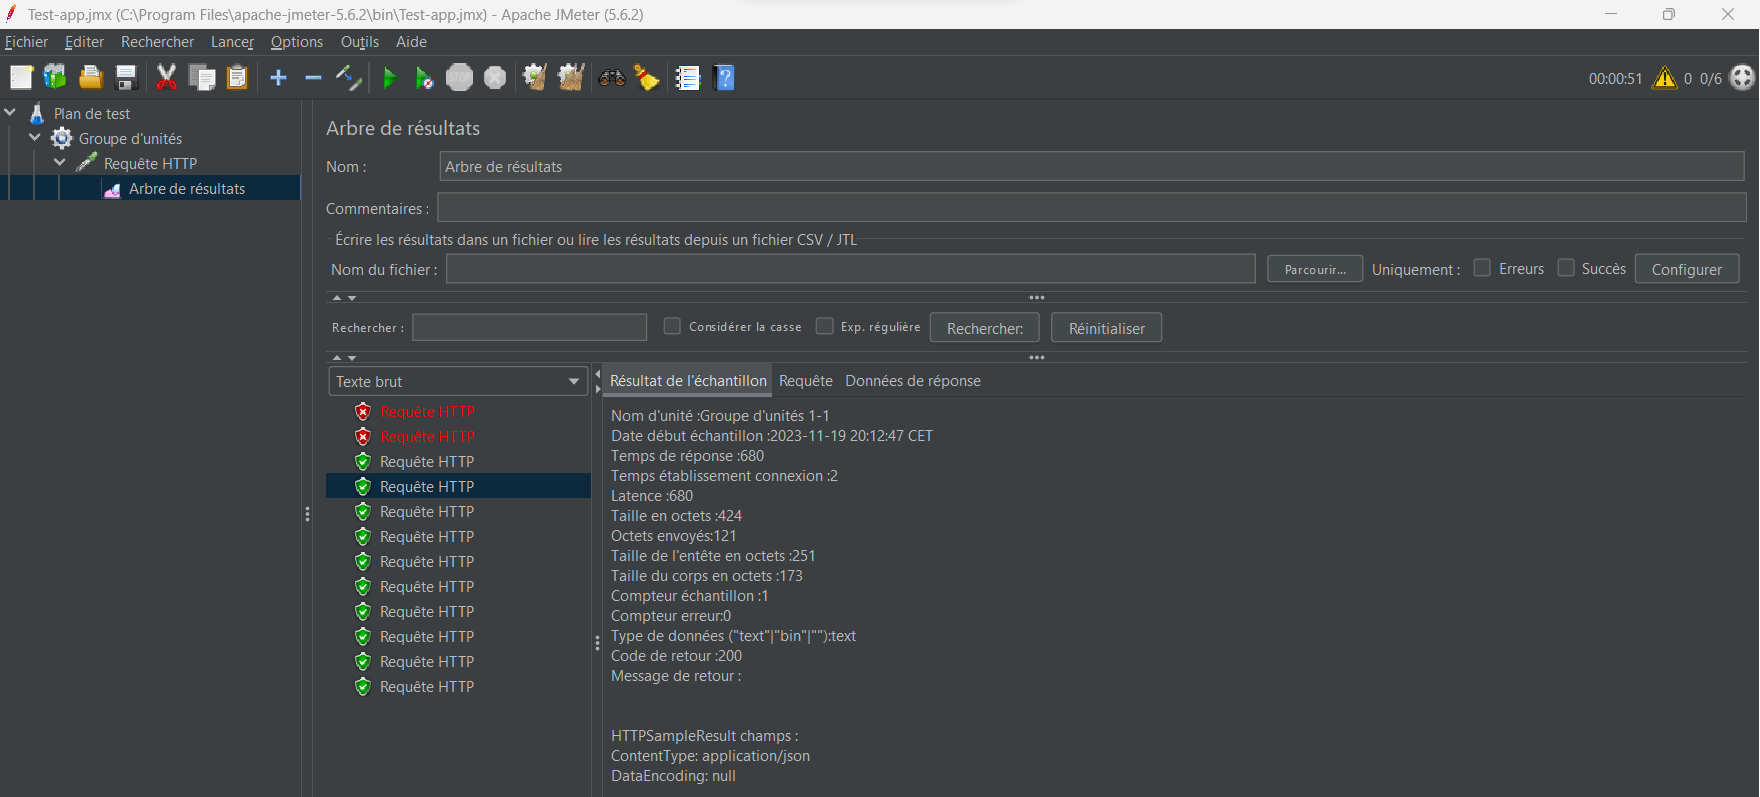 Test-app.jmx (C:\Program Files\apache-jmeter-5.6.2\bin\Test-app.jmx) - Apache JMeter (5.6.2)
Fichier Editer Rechercher Lancer Options Outils Aide
STOP
00:00:51 0 0/6
Plan de test
Groupe d'unités
Requête HTTP
Arbre de résultats
Arbre de résultats
Nom : Arbre de résultats
Commentaires :
Écrire les résultats dans un fichier ou lire les résultats depuis un fichier CSV / JTL
Nom du fichier : Parcourir... Uniquement : Erreurs Succès Configurer
Rechercher : Considérer la casse Exp. régulière Rechercher: Réinitialiser
Texte brut
Requête HTTP
Requête HTTP
Requête HTTP
Requête HTTP
Requête HTTP
Requête HTTP
Requête HTTP
Requête HTTP
Requête HTTP
Requête HTTP
Requête HTTP
Requête HTTP
Résultat de l'échantillon Requête Données de réponse
Nom d'unité :Groupe d'unités 1-1
Date début échantillon :2023-11-19 20:12:47 CET
Temps de réponse :680
Temps établissement connexion :2
Latence :680
Taille en octets :424
Octets envoyés:121
Taille de l'entête en octets :251
Taille du corps en octets :173
Compteur échantillon :1
Compteur erreur:0
Type de données ("text"|"bin"|""):text
Code de retour :200
Message de retour :
HTTPSampleResult champs :
ContentType: application/json
DataEncoding: null